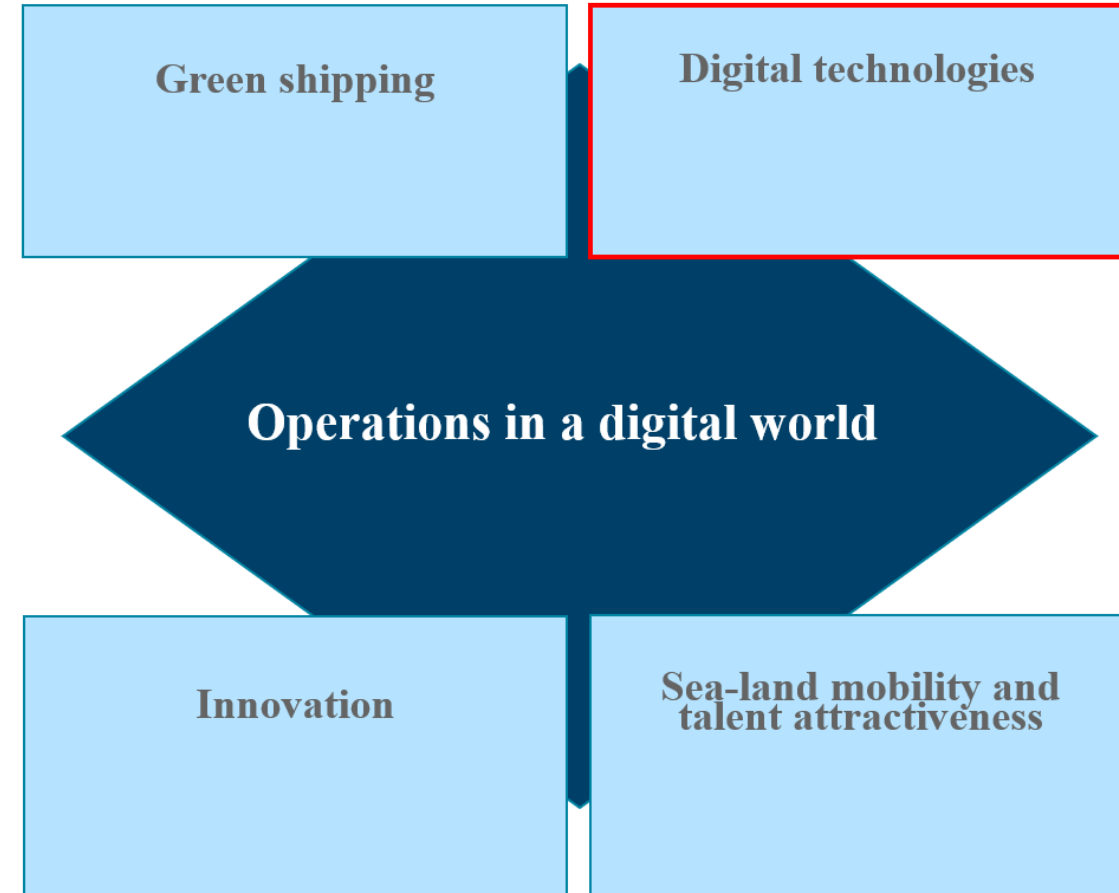 Green shipping
Digital technologies
Operations in a digital world
Innovation
Sea-land mobility and
talent attractiveness